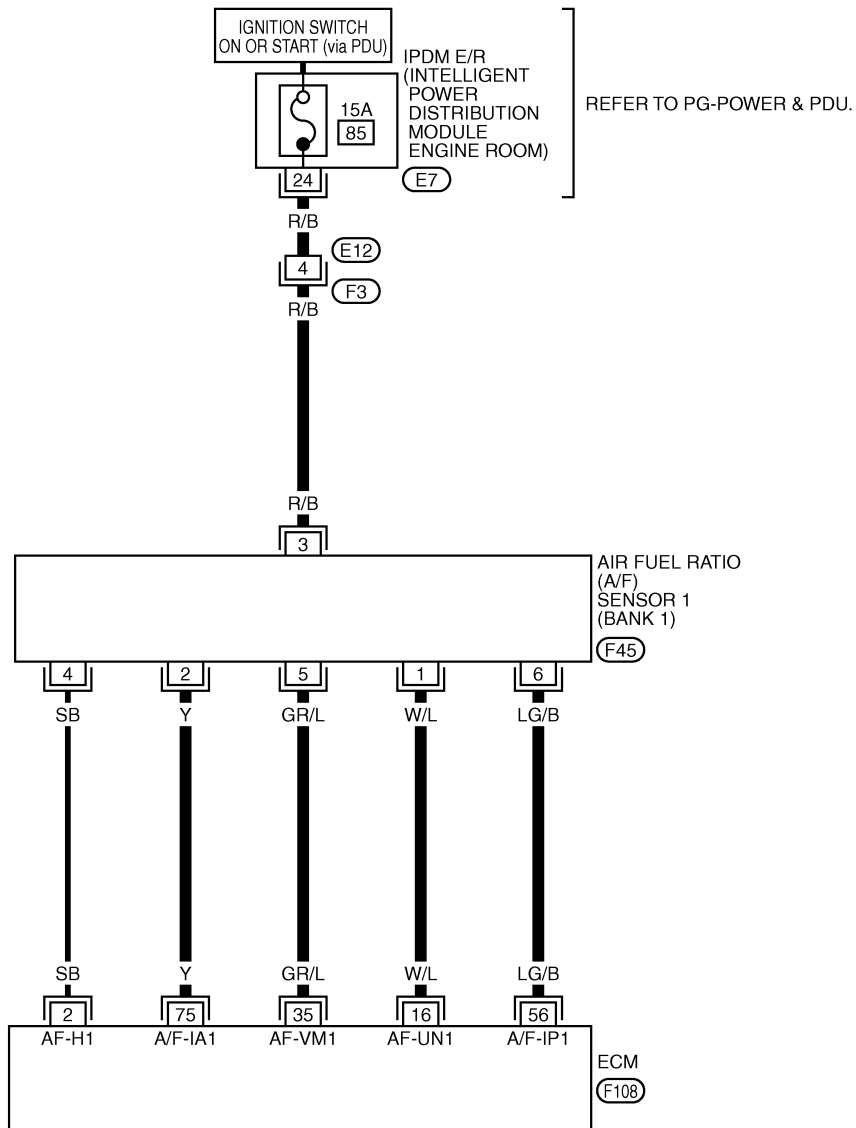 IGNITION SWITCH
ON OR START (via PDU)
IPDM E/R
(INTELLIGENT
POWER
DISTRIBUTION
MODULE
ENGINE ROOM)
REFER TO PG-POWER & PDU.
15A
85
24
E7
R/B
E12
4
F3
R/B
R/B
3
AIR FUEL RATIO
(A/F)
SENSOR 1
(BANK 1)
F45
4 2 5 1 6
SB Y GR/L W/L LG/B
SB Y GR/L W/L LG/B
2 75 35 16 56
AF-H1 A/F-IA1 AF-VM1 AF-UN1 A/F-IP1
ECM
F108